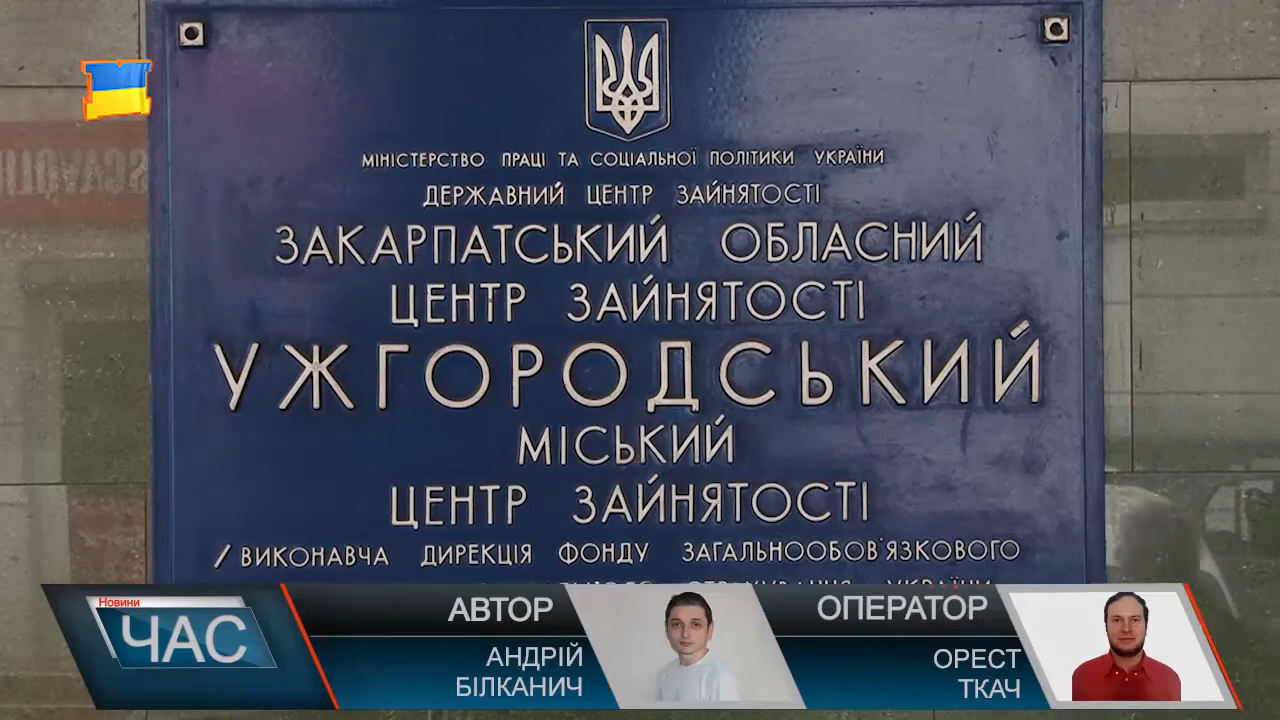 МІНІСТЕРСТВО ПРАЦІ ТА СОЦІАЛЬНОЇ ПОЛІТИКИ УКРАЇНИ
ДЕРЖАВНИЙ ЦЕНТР ЗАЙНЯТОСТІ
ЗАКАРПАТСЬКИЙ ОБЛАСНИЙ
ЦЕНТР ЗАЙНЯТОСТІ
УЖГОРОДСЬКИЙ
МІСЬКИЙ
ЦЕНТР ЗАЙНЯТОСТІ
/ВИКОНАВЧА ДИРЕКЦІЯ ФОНДУ ЗАГАЛЬНООБОВ'ЯЗКОВОГО
Новини
ЧАС
АВТОР
АНДРІЙ
БІЛКАНИЧ
ОПЕРАТОР
ОРЕСТ
ТКАЧ